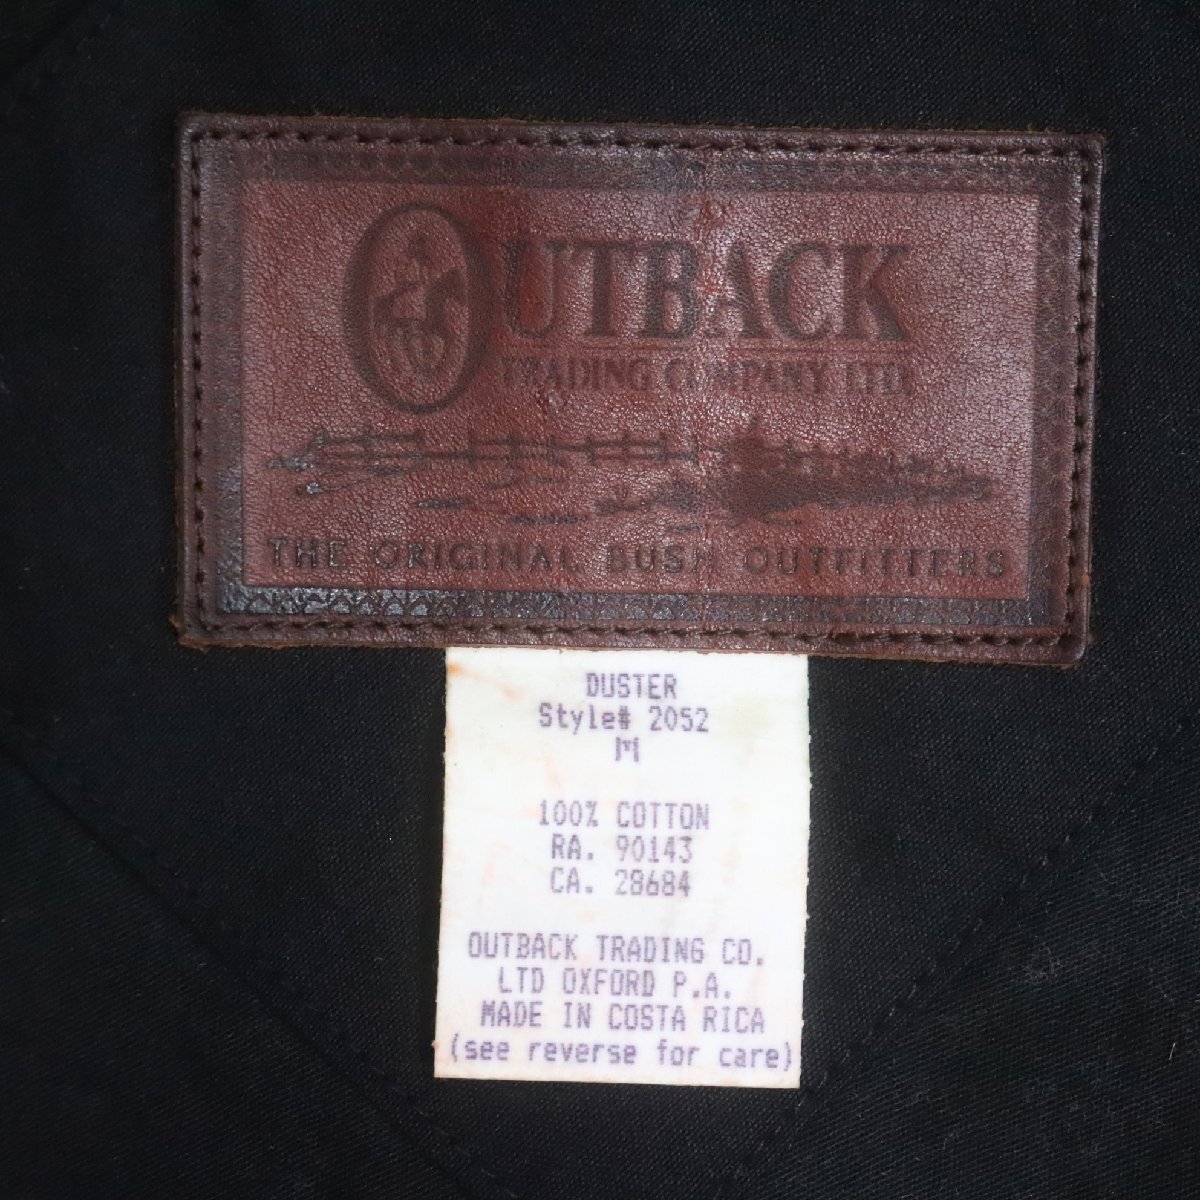 OUTBACK
TRADING COMPANY LTD
THE ORIGINAL BUSH OUTFITTERS
DUSTER
Style# 2052
M
100% COTTON
RA. 90143
CA. 28684
OUTBACK TRADING CO.
LTD OXFORD P.A.
MADE IN COSTA RICA
(see reverse for care)